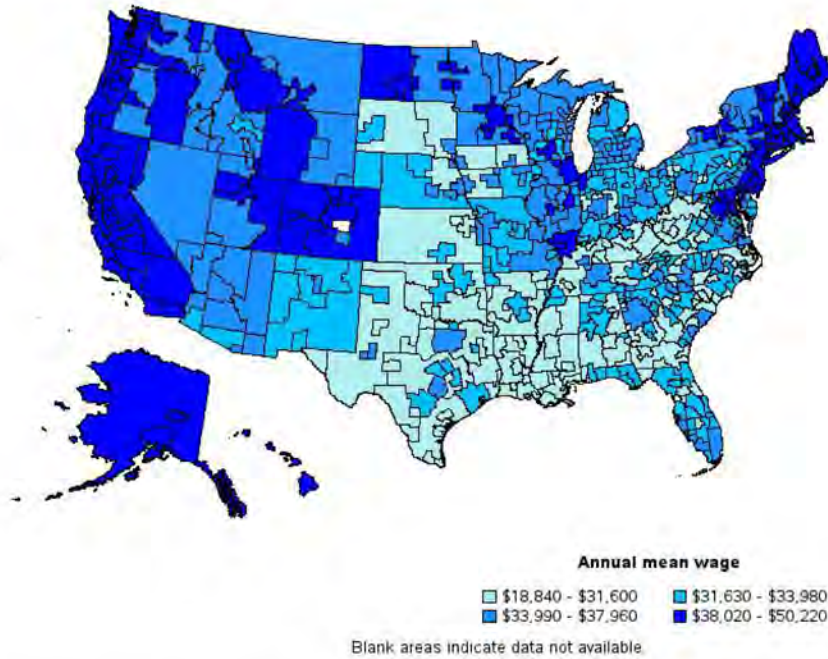 Annual mean wage
$18,840 - $31,600 $31,630 - $33,980
$33,990 - $37,960 $38,020 - $50,220
Blank areas indicate data not available